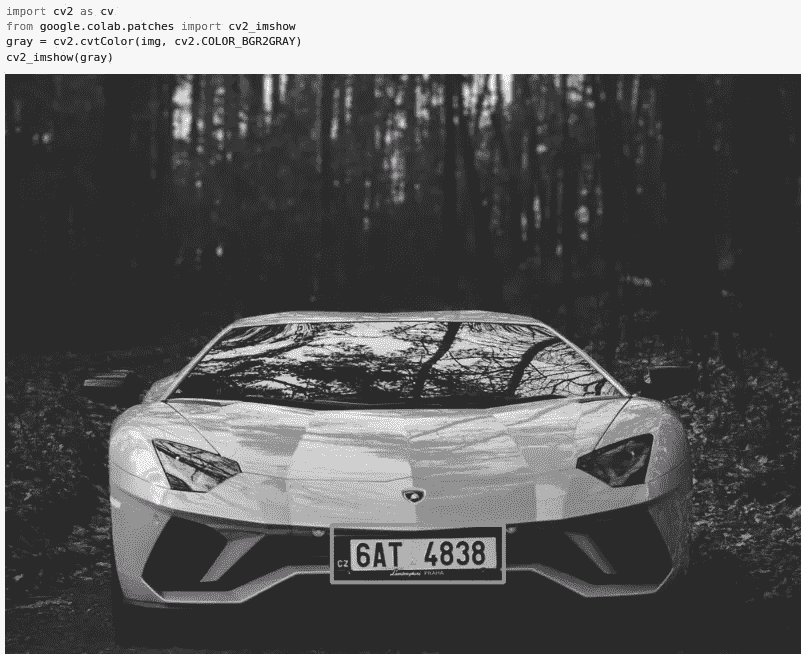 import cv2 as cv
from google.colab.patches import cv2_imshow
gray = cv2.cvtColor(img, cv2.COLOR_BGR2GRAY)
cv2_imshow(gray)
CZ 6AT 4838
Lamborghini PRAHA